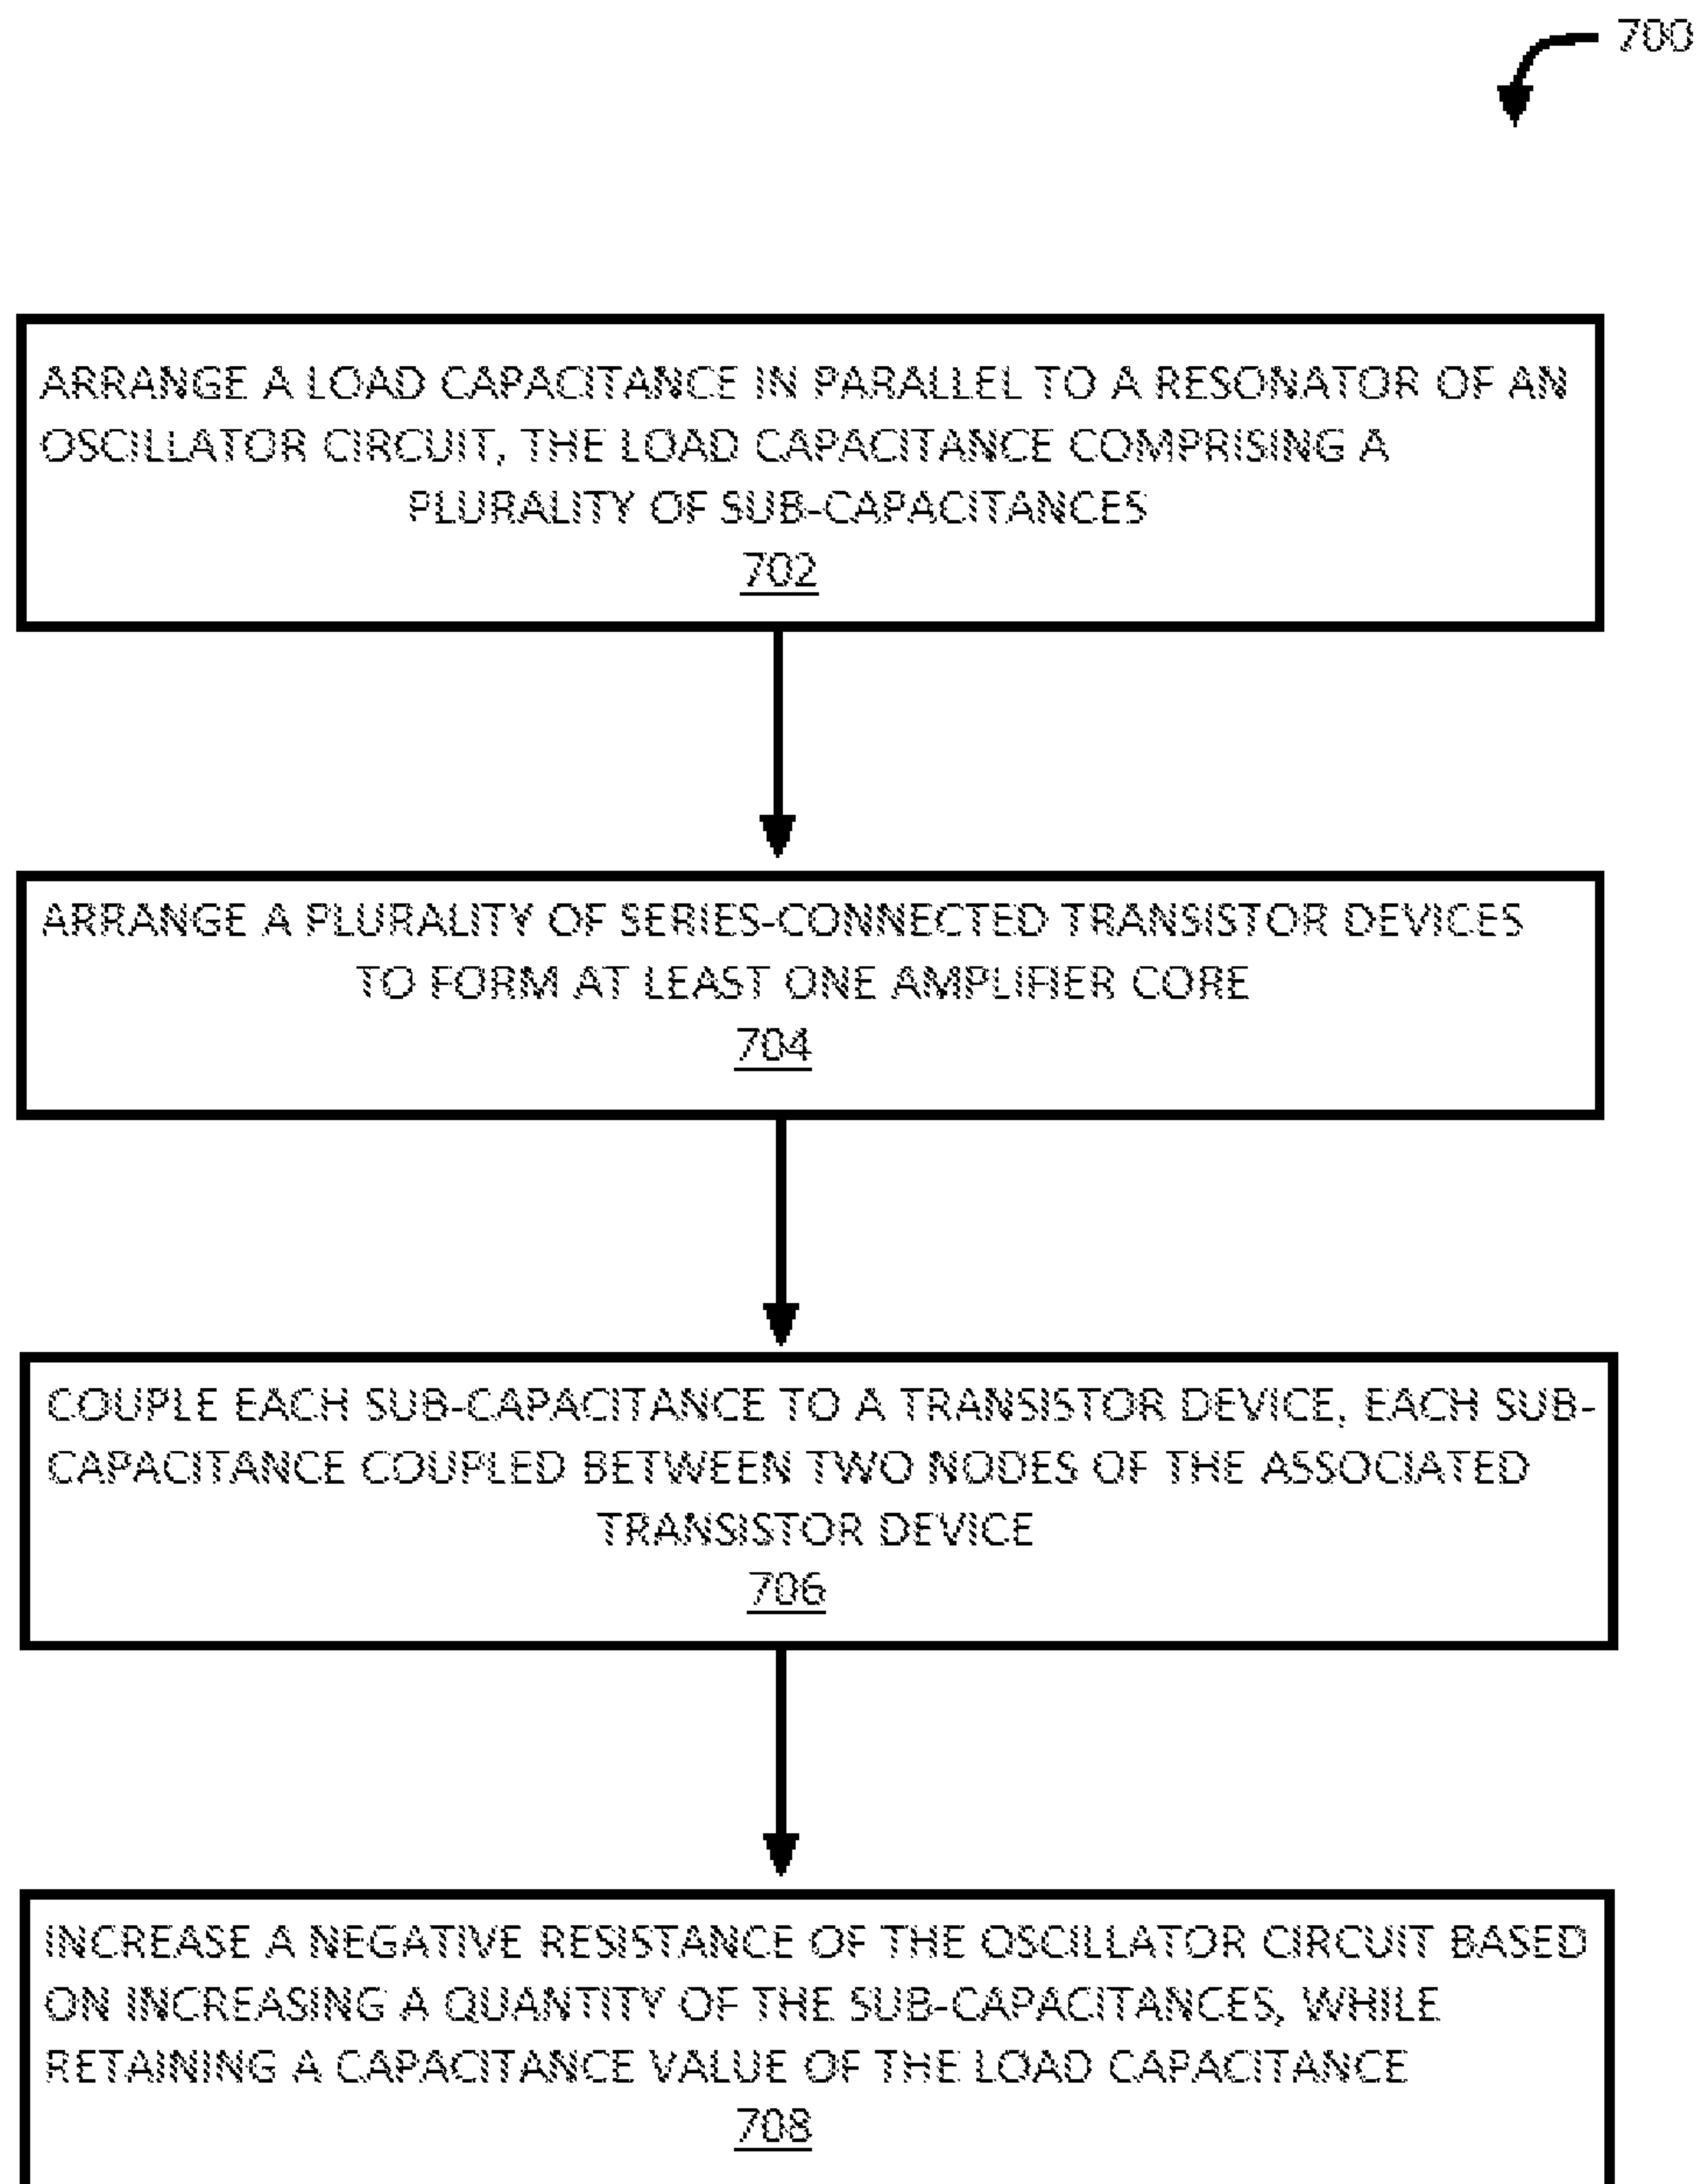 700
ARRANGE A LOAD CAPACITANCE IN PARALLEL TO A RESONATOR OF AN
OSCILLATOR CIRCUIT, THE LOAD CAPACITANCE COMPRISING A
PLURALITY OF SUB-CAPACITANCES
702
ARRANGE A PLURALITY OF SERIES-CONNECTED TRANSISTOR DEVICES
TO FORM AT LEAST ONE AMPLIFIER CORE
704
COUPLE EACH SUB-CAPACITANCE TO A TRANSISTOR DEVICE, EACH SUB-
CAPACITANCE COUPLED BETWEEN TWO NODES OF THE ASSOCIATED
TRANSISTOR DEVICE
706
INCREASE A NEGATIVE RESISTANCE OF THE OSCILLATOR CIRCUIT BASED
ON INCREASING A QUANTITY OF THE SUB-CAPACITANCES, WHILE
RETAINING A CAPACITANCE VALUE OF THE LOAD CAPACITANCE
708